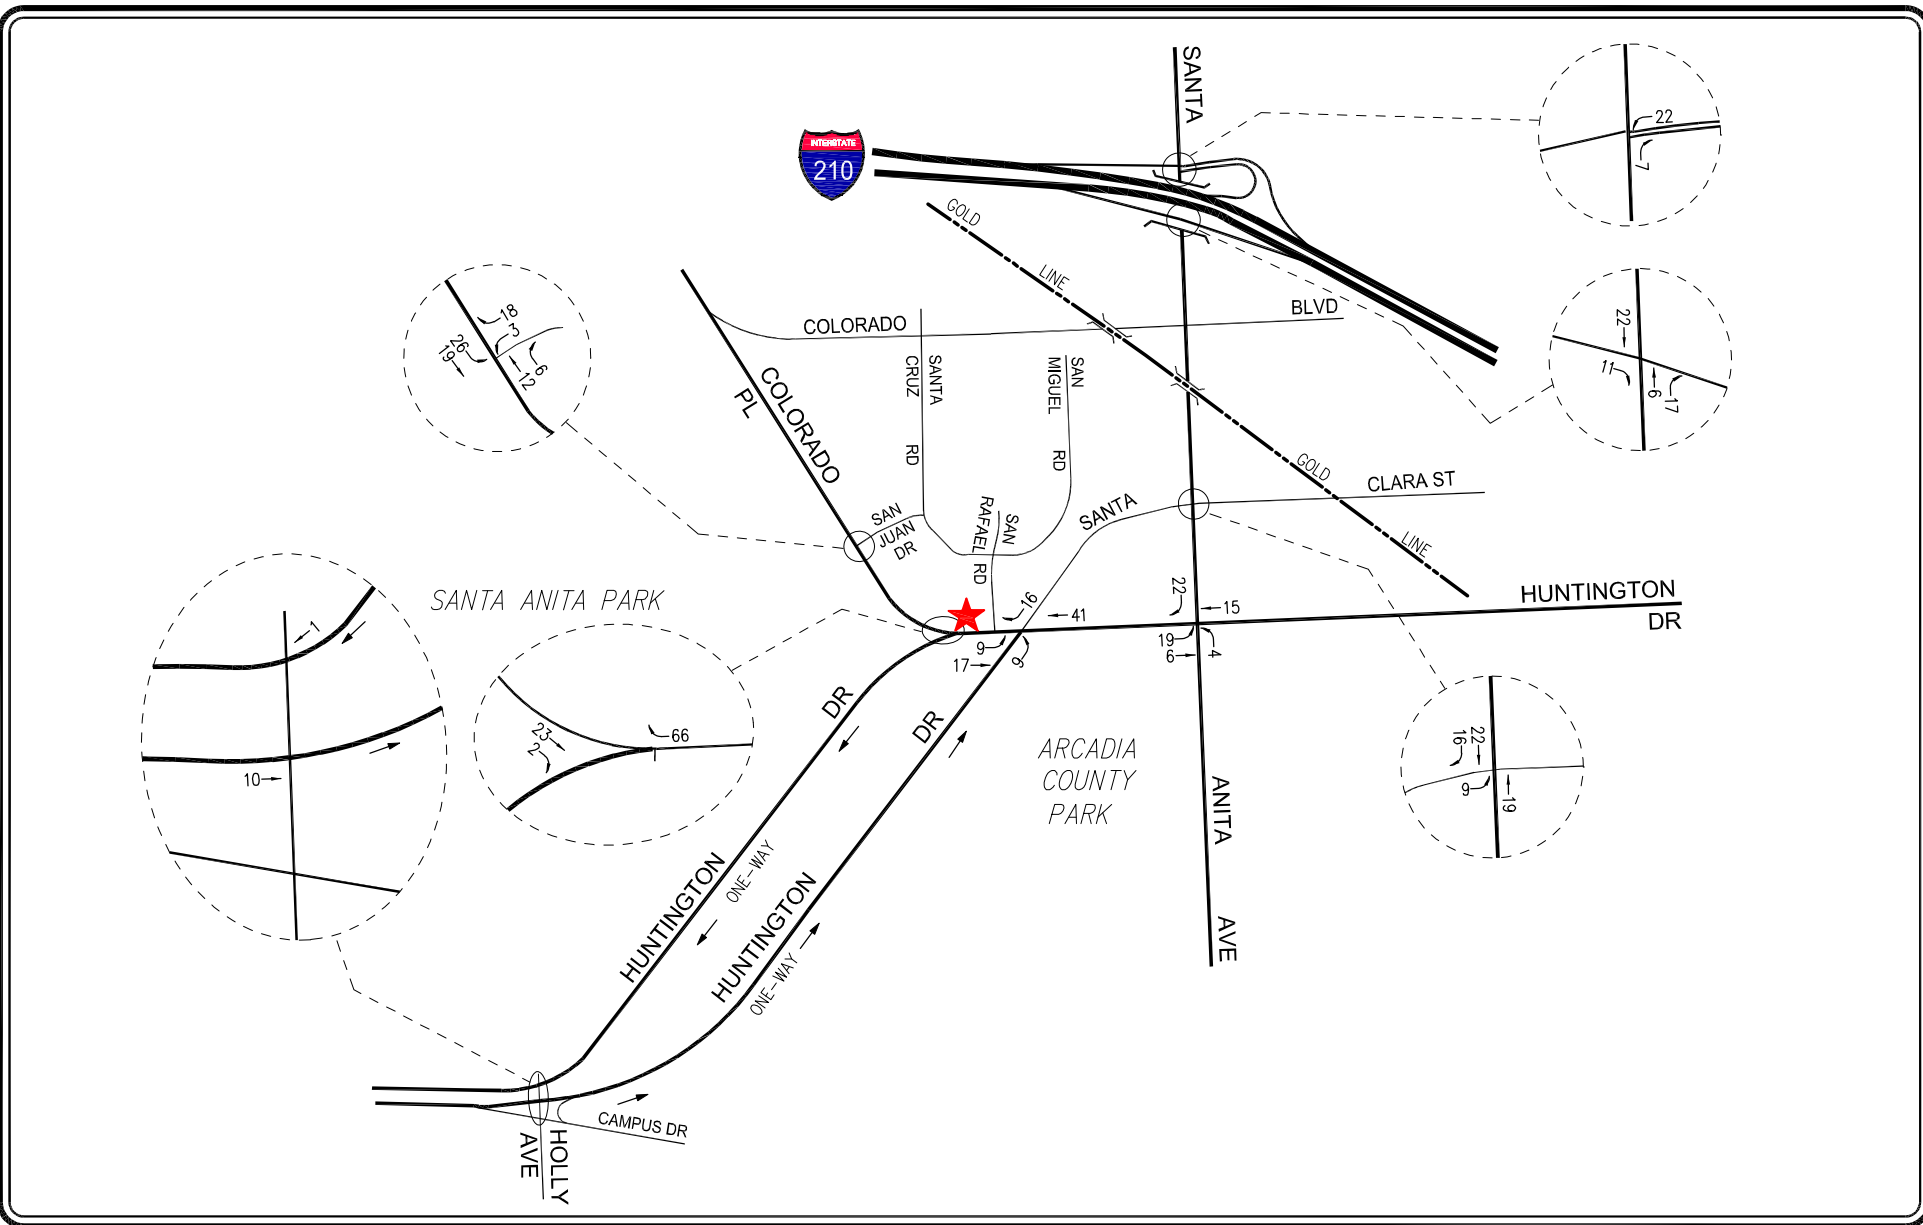 SANTA
22
7
INTERSTATE
210
GOLD
LINE
22
11
6
17
18
3
26
19
6
12
COLORADO
BLVD
SANTA
CRUZ
RD
SAN
MIGUEL
RD
COLORADO
PL
GOLD
LINE
CLARA ST
SANTA
SAN
JUAN
DR
SAN
RAFAEL RD
SANTA ANITA PARK
16
41
22
15
HUNTINGTON
DR
9
17
9
19
6
4
1
10
23
2
66
DR
DR
ARCADIA
COUNTY
PARK
22
16
9
19
ANITA
AVE
HUNTINGTON
ONE-WAY
HUNTINGTON
ONE-WAY
CAMPUS DR
HOLLY
AVE